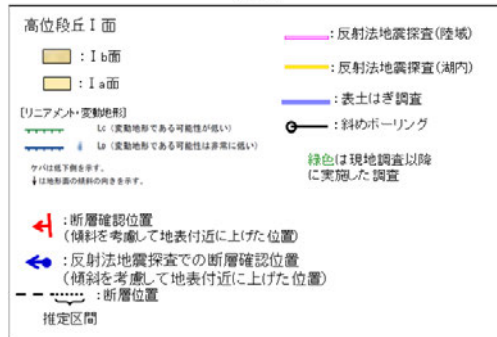 高位段丘Ⅰ面
：Ⅰb面
：Ⅰa面
[リニアメント・変動地形]
Lc (変動地形である可能性が低い)
LD (変動地形である可能性は非常に低い)
ケバは低下側を示す。
↓は地形面の傾斜の向きを示す。
：断層確認位置
(傾斜を考慮して地表付近に上げた位置)
：反射法地震探査での断層確認位置
(傾斜を考慮して地表付近に上げた位置)
：断層位置
推定区間
：反射法地震探査(陸域)
：反射法地震探査(湖内)
：表土はぎ調査
：斜めボーリング
緑色は現地調査以降
に実施した調査